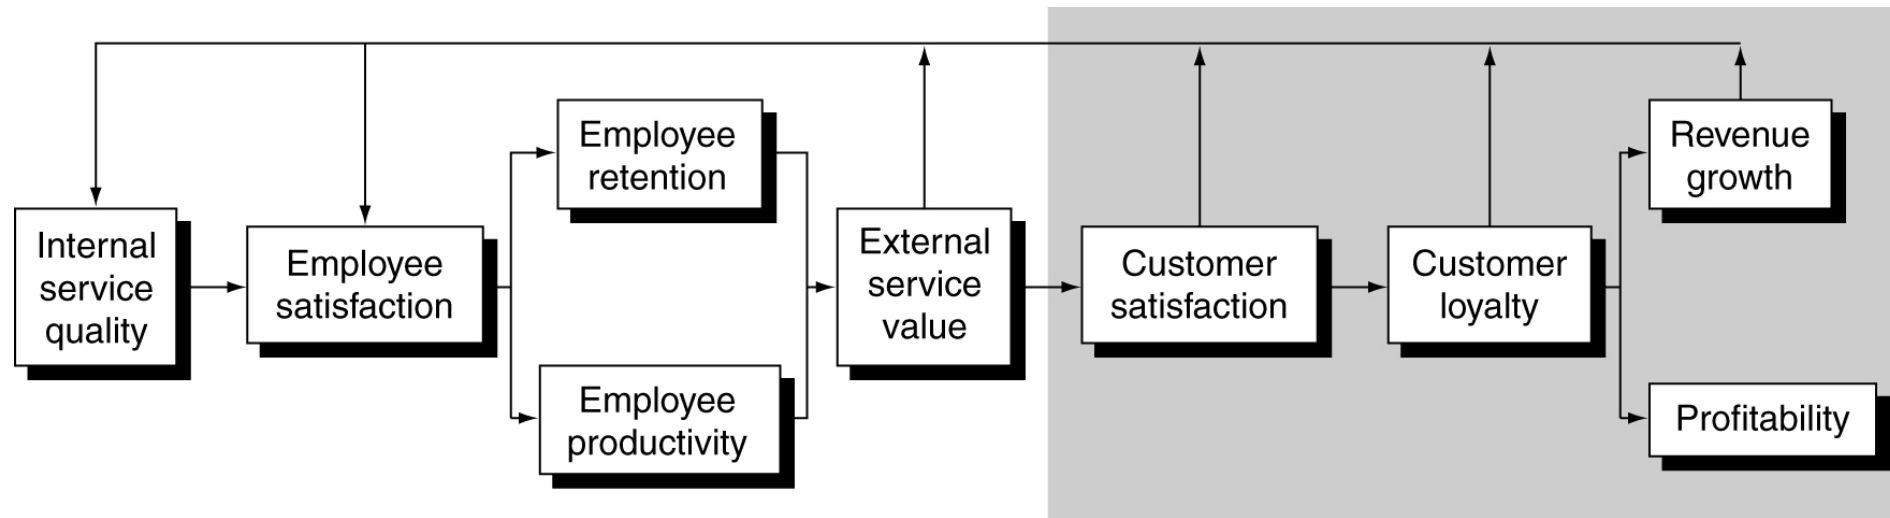 Internal
service
quality
Employee
satisfaction
Employee
retention
Employee
productivity
External
service
value
Customer
satisfaction
Customer
loyalty
Revenue
growth
Profitability